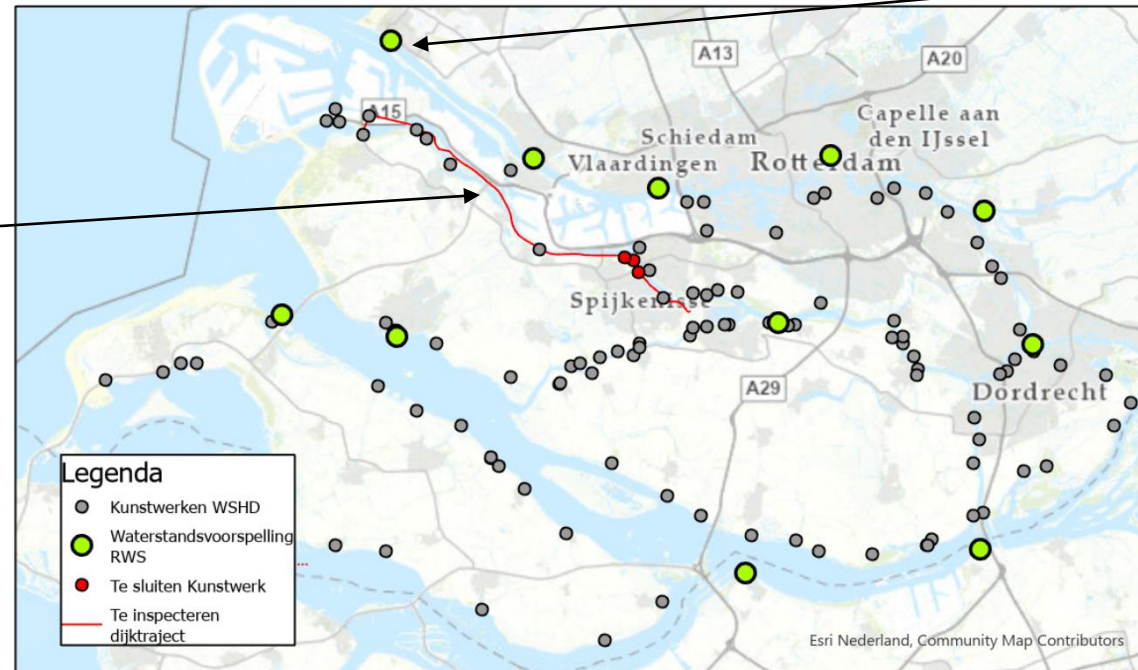 A13
A20
A15
Capelle aan
den IJssel
Schiedam
Vlaardingen
Rotterdam
Spijkenisse
A29
Dordrecht
Legenda
Kunstwerken WSHD
Waterstandsvoorspelling
RWS
Te sluiten Kunstwerk
Te inspecteren
dijktraject
Esri Nederland, Community Map Contributors